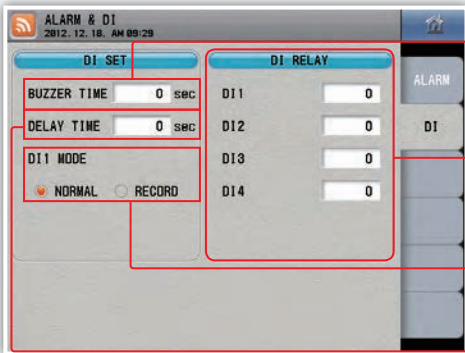 ALARM & DI
2012. 12. 18. AM 09:29
DI SET
BUZZER TIME 0 sec
DELAY TIME 0 sec
DI1 MODE
NORMAL RECORD
DI RELAY
DI1 0
DI2 0
DI3 0
DI4 0
ALARM
DI